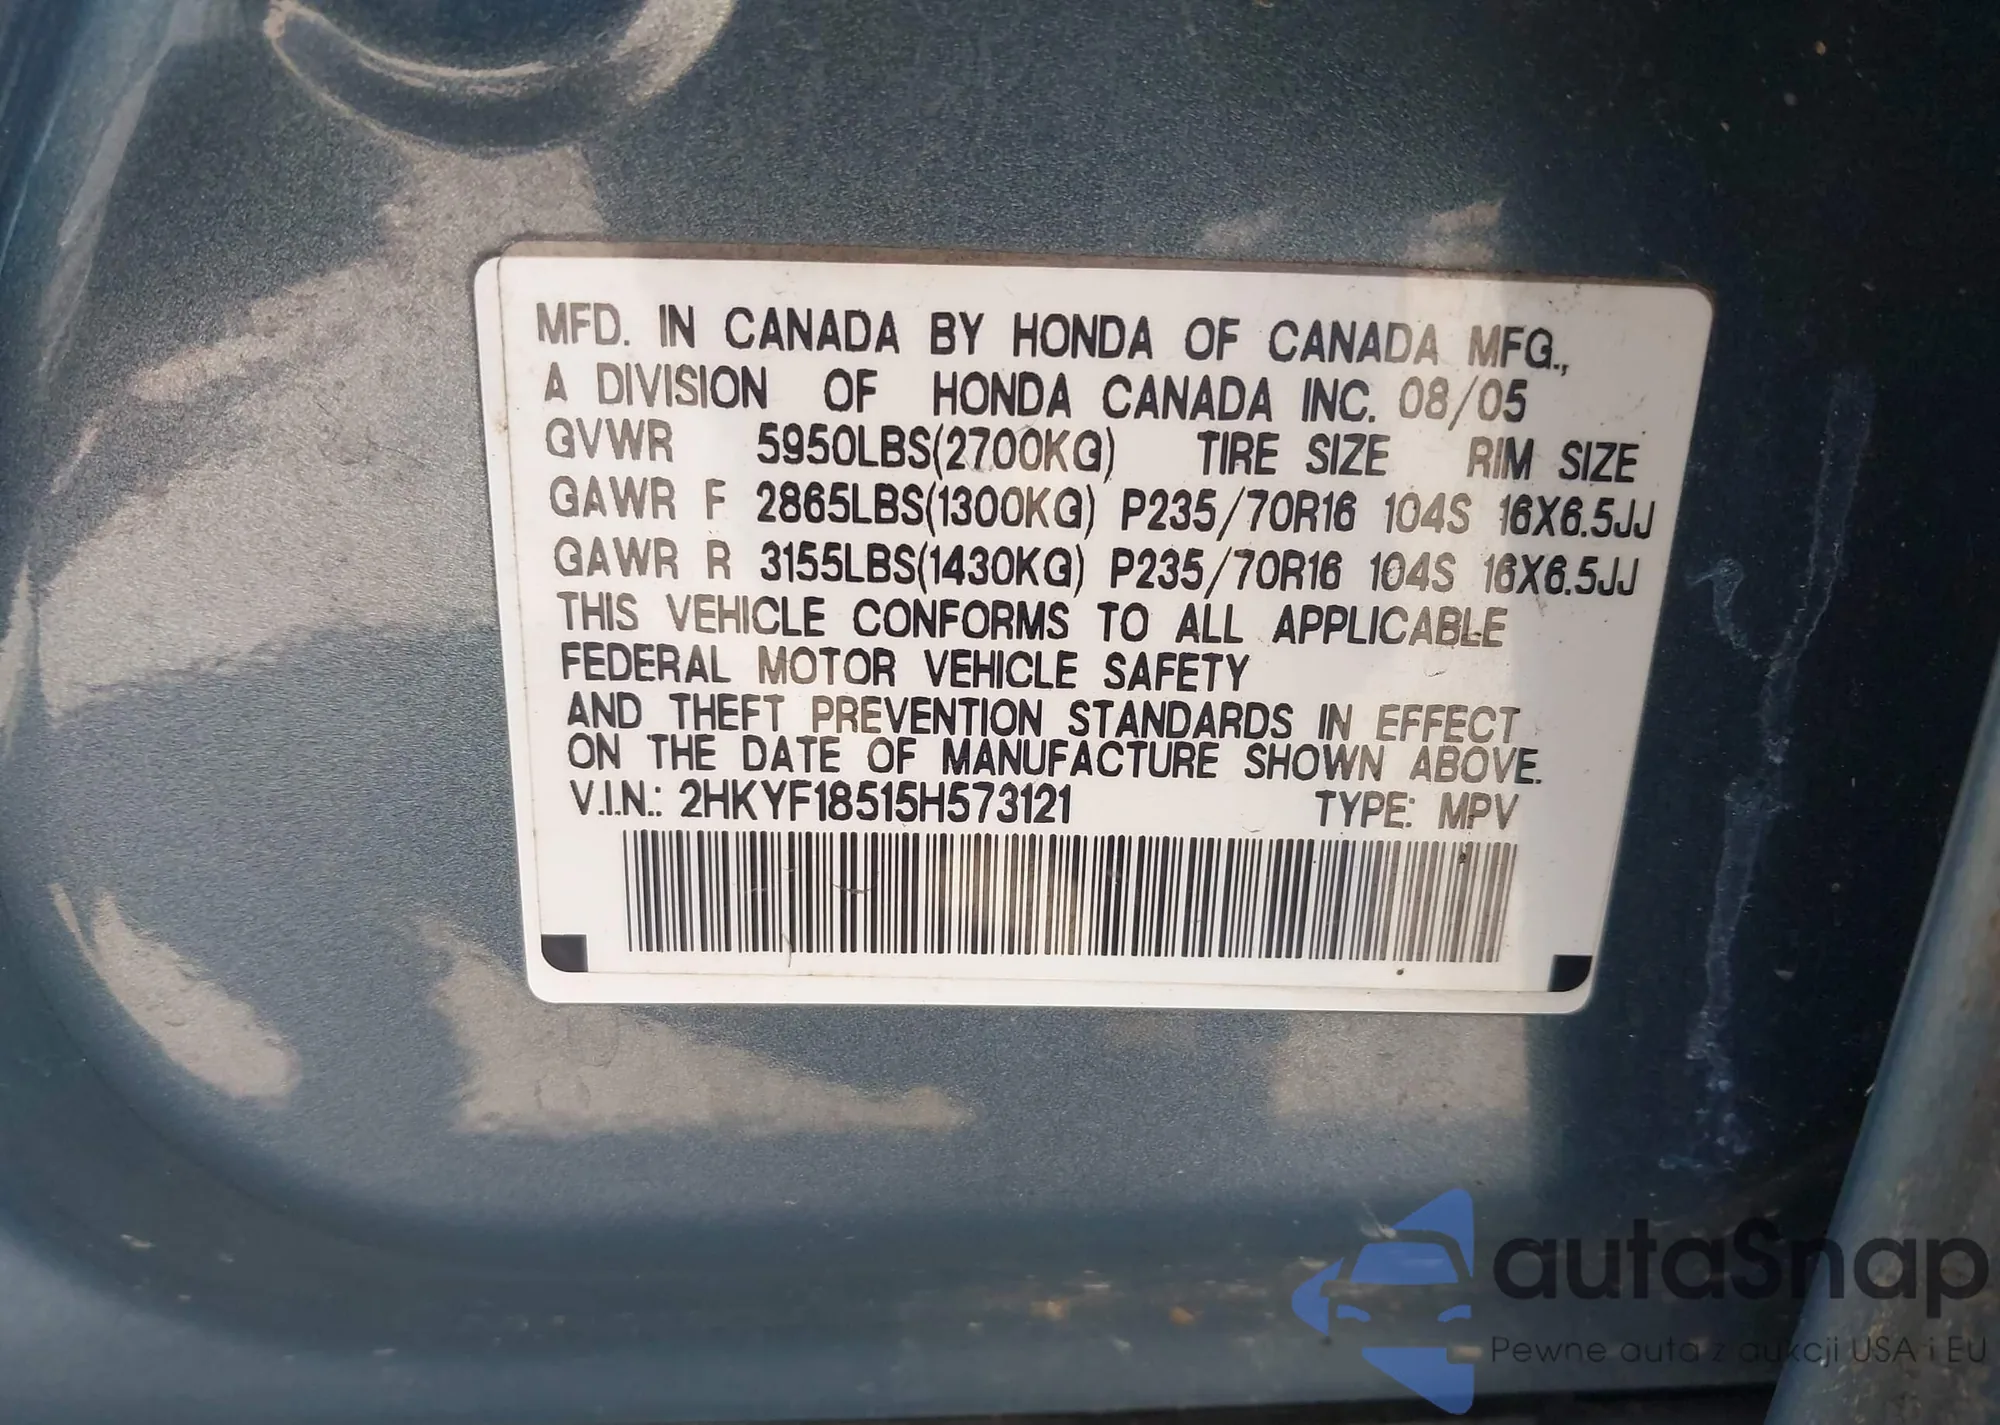 MFD. IN CANADA BY HONDA OF CANADA MFG.,
A DIVISION OF HONDA CANADA INC. 08/05
GVWR 5950LBS(2700KG) TIRE SIZE RIM SIZE
GAWR F 2865LBS(1300KG) P235/70R16 104S 16X6.5JJ
GAWR R 3155LBS(1430KG) P235/70R16 104S 16X6.5JJ
THIS VEHICLE CONFORMS TO ALL APPLICABLE
FEDERAL MOTOR VEHICLE SAFETY
AND THEFT PREVENTION STANDARDS IN EFFECT
ON THE DATE OF MANUFACTURE SHOWN ABOVE.
V.I.N.: 2HKYF18515H573121 TYPE: MPV
autaSnap
Pewne auta z aukcji USA i EU